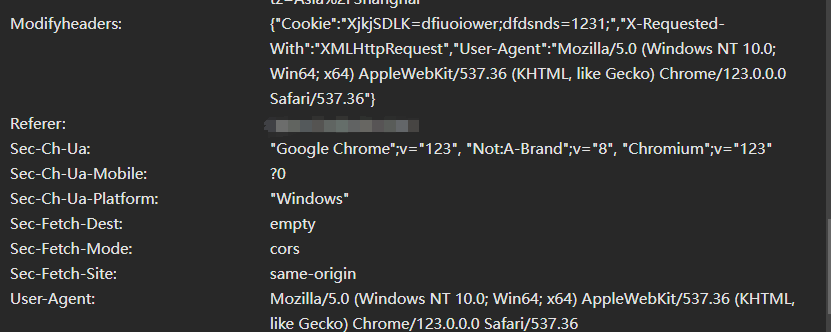 tz=Asia%2FShanghai
Modifyheaders: {"Cookie":"XjkjSDLK=dfiuoiower;dfdsnds=1231;","X-Requested-
With":"XMLHttpRequest","User-Agent":"Mozilla/5.0 (Windows NT 10.0;
Win64; x64) AppleWebKit/537.36 (KHTML, like Gecko) Chrome/123.0.0.0
Safari/537.36"}
Referer:
Sec-Ch-Ua: "Google Chrome";v="123", "Not:A-Brand";v="8", "Chromium";v="123"
Sec-Ch-Ua-Mobile: ?0
Sec-Ch-Ua-Platform: "Windows"
Sec-Fetch-Dest: empty
Sec-Fetch-Mode: cors
Sec-Fetch-Site: same-origin
User-Agent: Mozilla/5.0 (Windows NT 10.0; Win64; x64) AppleWebKit/537.36 (KHTML,
like Gecko) Chrome/123.0.0.0 Safari/537.36